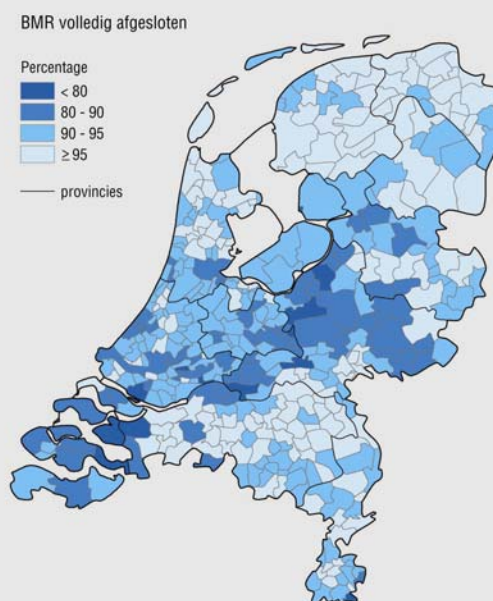 BMR volledig afgesloten
Percentage
< 80
80 - 90
90 - 95
≥ 95
provincies